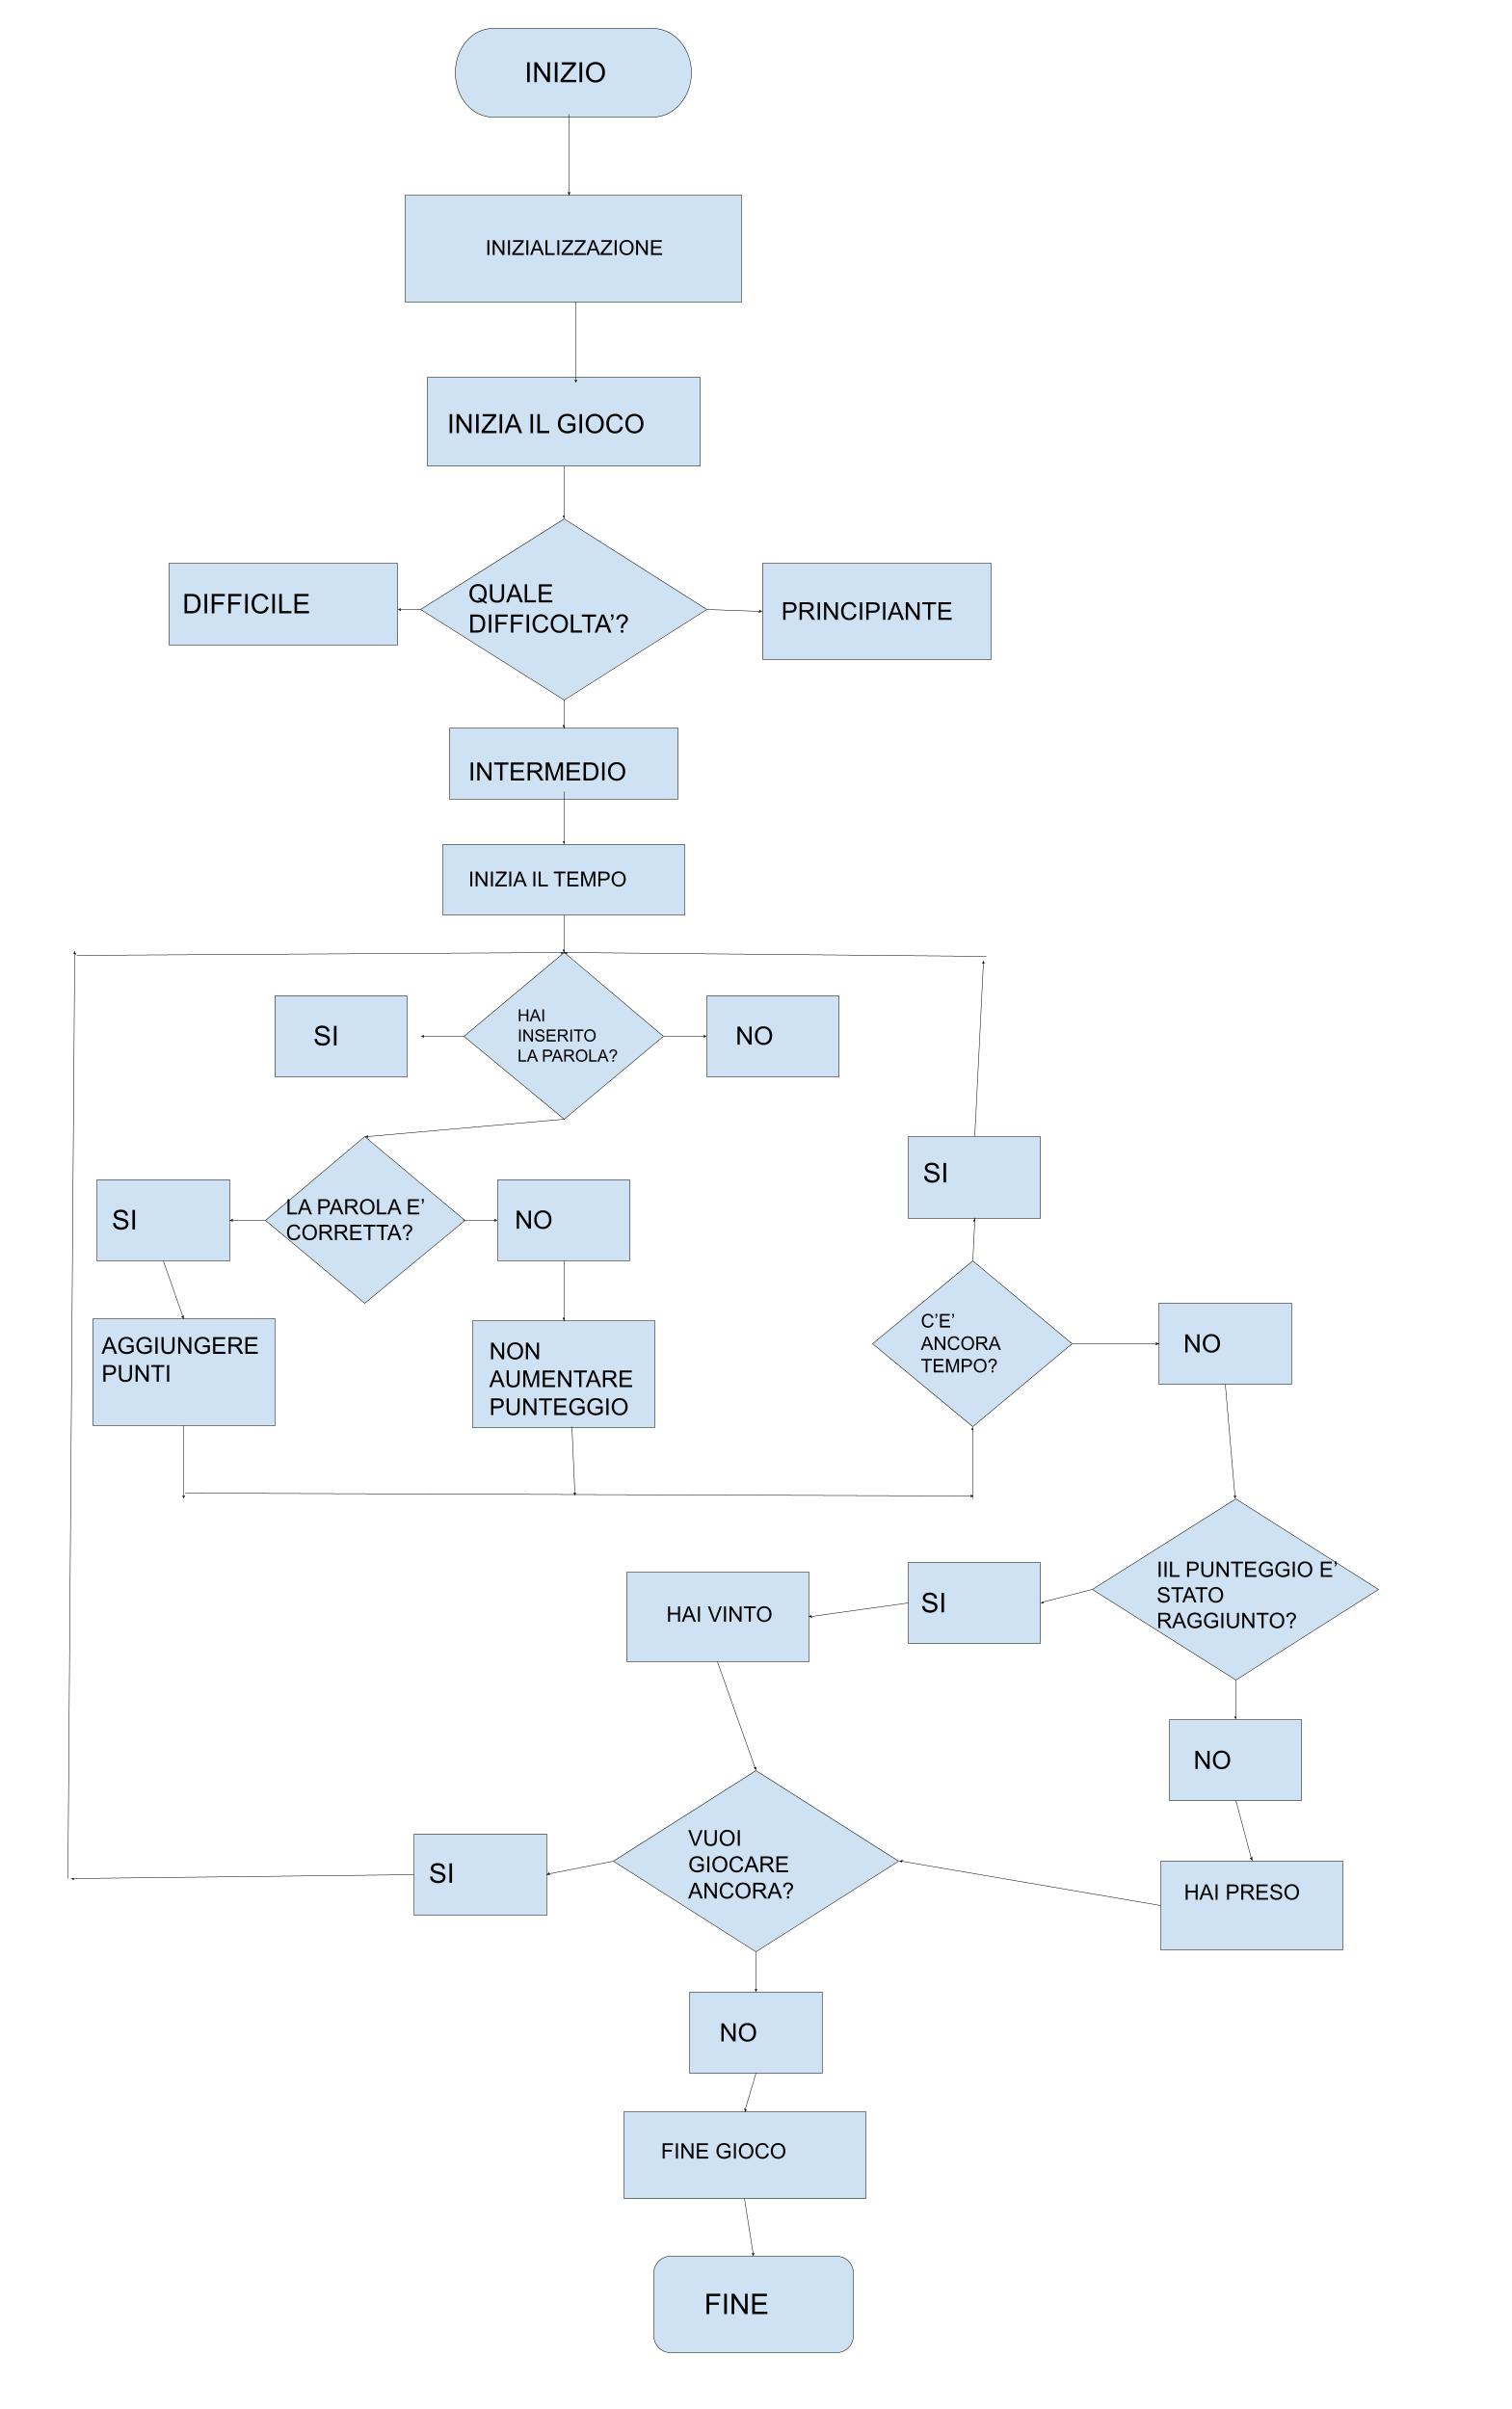 INIZIO
INIZIALIZZAZIONE
INIZIA IL GIOCO
QUALE
DIFFICOLTA'?
DIFFICILE
PRINCIPIANTE
INTERMEDIO
INIZIA IL TEMPO
HAI
INSERITO
LA PAROLA?
SI
NO
LA PAROLA E'
CORRETTA?
SI
NO
AGGIUNGERE
PUNTI
NON
AUMENTARE
PUNTEGGIO
SI
C'E'
ANCORA
TEMPO?
NO
IIL PUNTEGGIO E'
STATO
RAGGIUNTO?
SI
HAI VINTO
NO
HAI PRESO
VUOI
GIOCARE
ANCORA?
SI
NO
FINE GIOCO
FINE